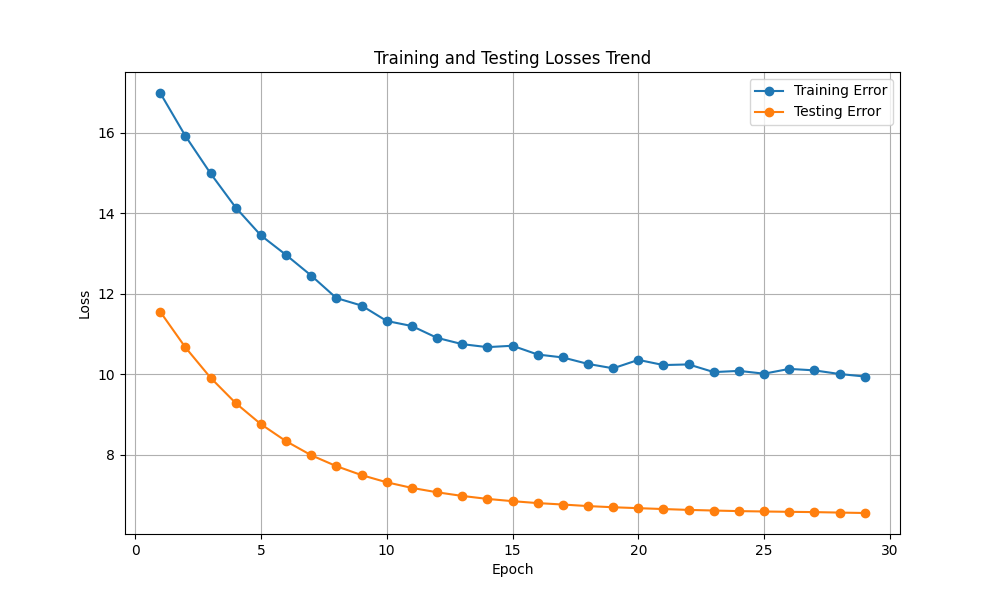 Training and Testing Losses Trend
Training Error
Testing Error
Loss
16
14
12
10
8
0 5 10 15 20 25 30
Epoch